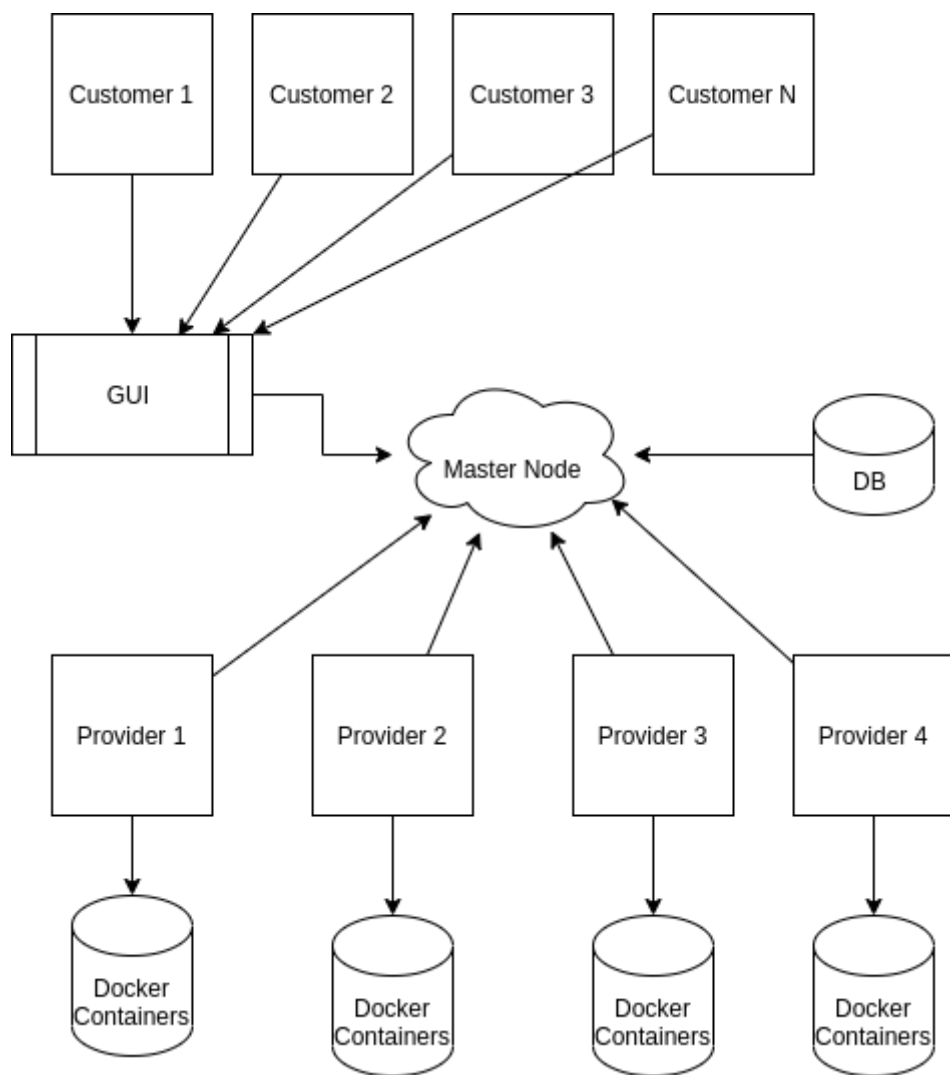 Customer 1
Customer 2
Customer 3
Customer N
GUI
Master Node
DB
Provider 1
Provider 2
Provider 3
Provider 4
Docker
Containers
Docker
Containers
Docker
Containers
Docker
Containers